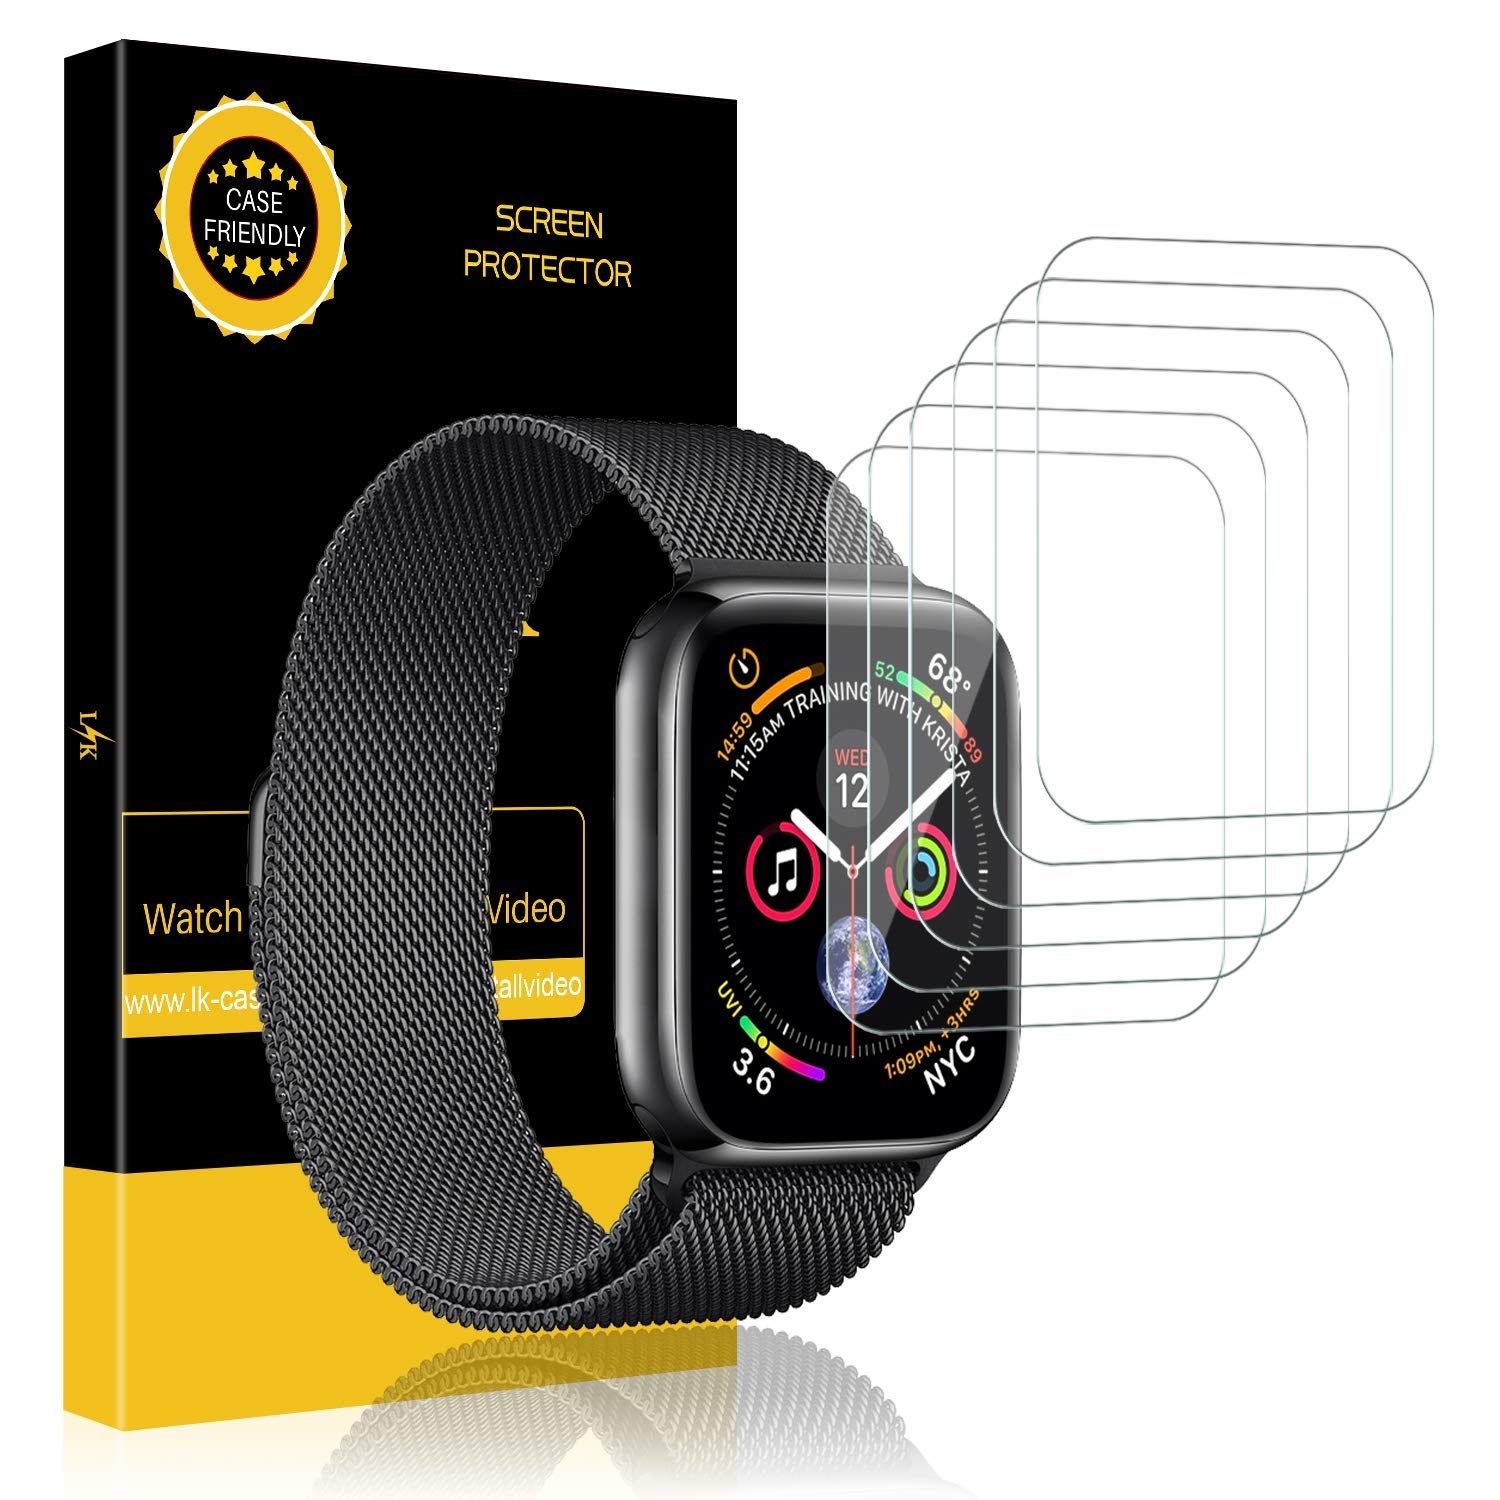 CASE
FRIENDLY
SCREEN
PROTECTOR
LK
Watch
Video
www.lk-cas
tallvideo
14:59
11:15AM TRAINING WITH KRISTA
52
68°
89
WED
12
UVI
3.6
1:09PM, +3HRS
NYC